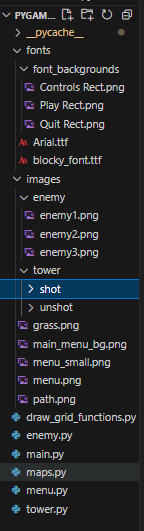 PYGAM...
__pycache__
fonts
font_backgrounds
Controls Rect.png
Play Rect.png
Quit Rect.png
Arial.ttf
blocky_font.ttf
images
enemy
enemy1.png
enemy2.png
enemy3.png
tower
shot
unshot
grass.png
main_menu_bg.png
menu_small.png
menu.png
path.png
draw_grid_functions.py
enemy.py
main.py
maps.py
menu.py
tower.py